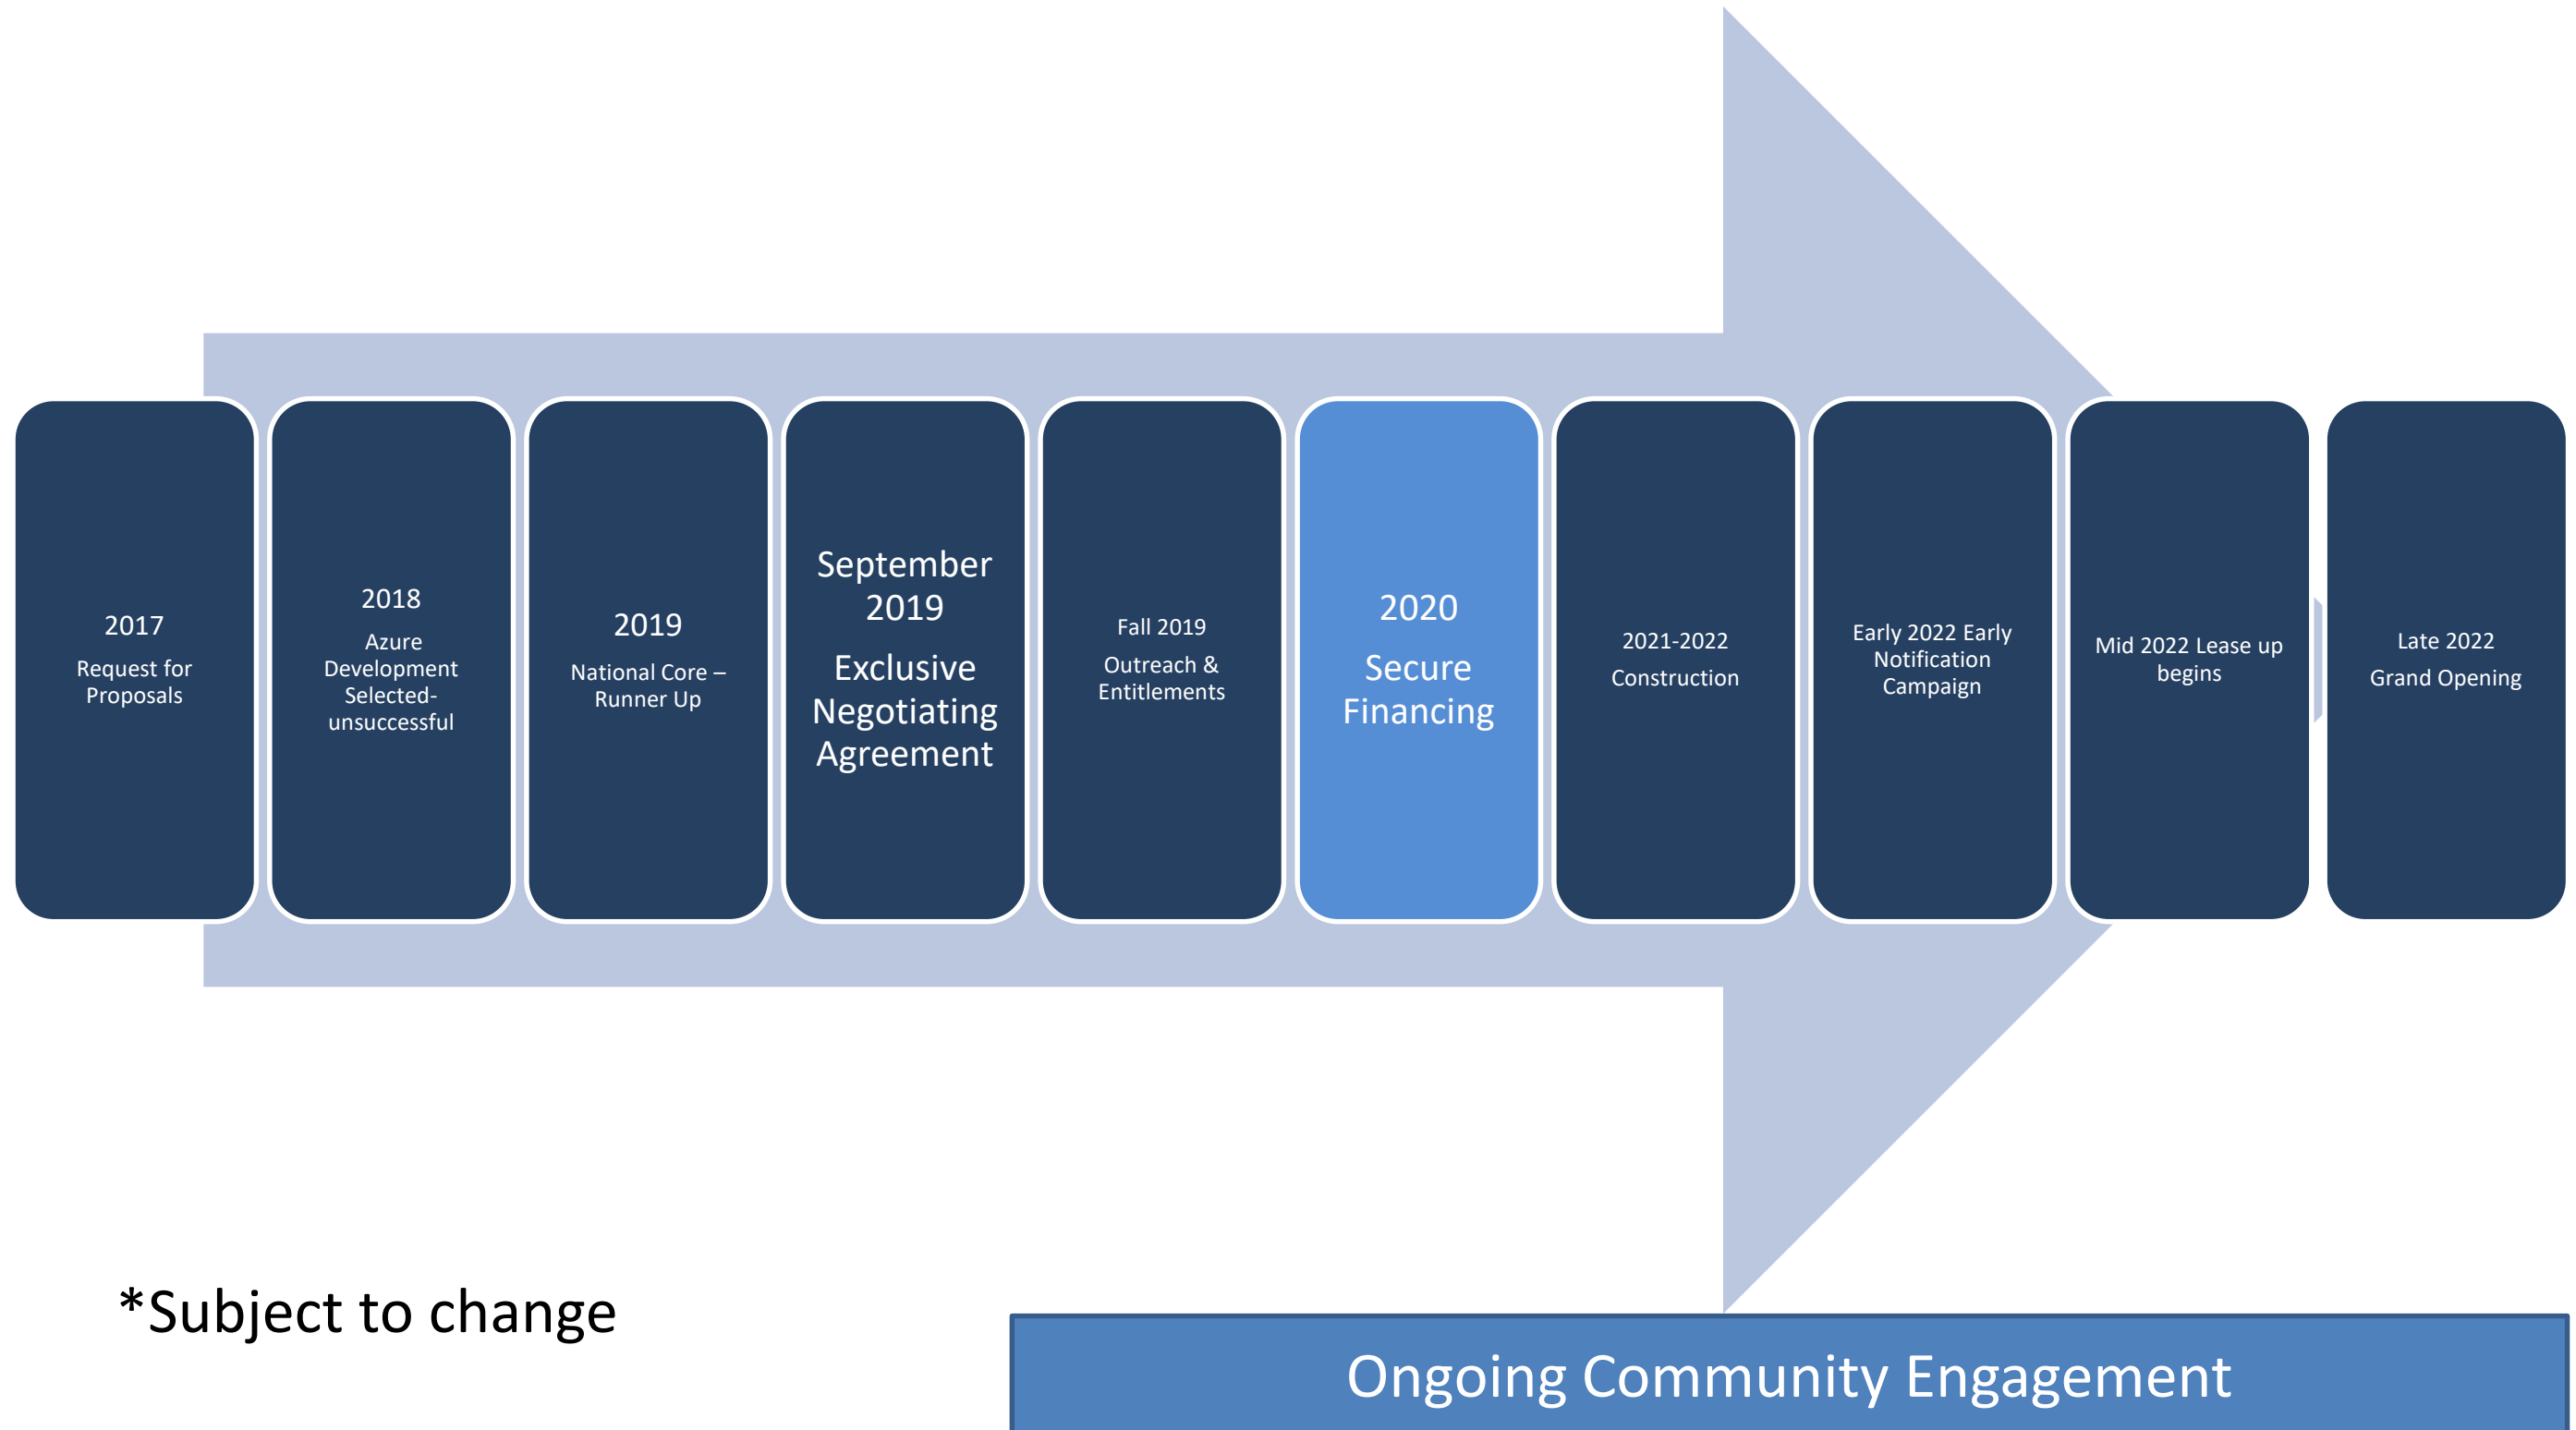 2017
Request for
Proposals
2018
Azure
Development
Selected-
unsuccessful
2019
National Core –
Runner Up
September
2019
Exclusive
Negotiating
Agreement
Fall 2019
Outreach &
Entitlements
2020
Secure
Financing
2021-2022
Construction
Early 2022 Early
Notification
Campaign
Mid 2022 Lease up
begins
Late 2022
Grand Opening
*Subject to change
Ongoing Community Engagement